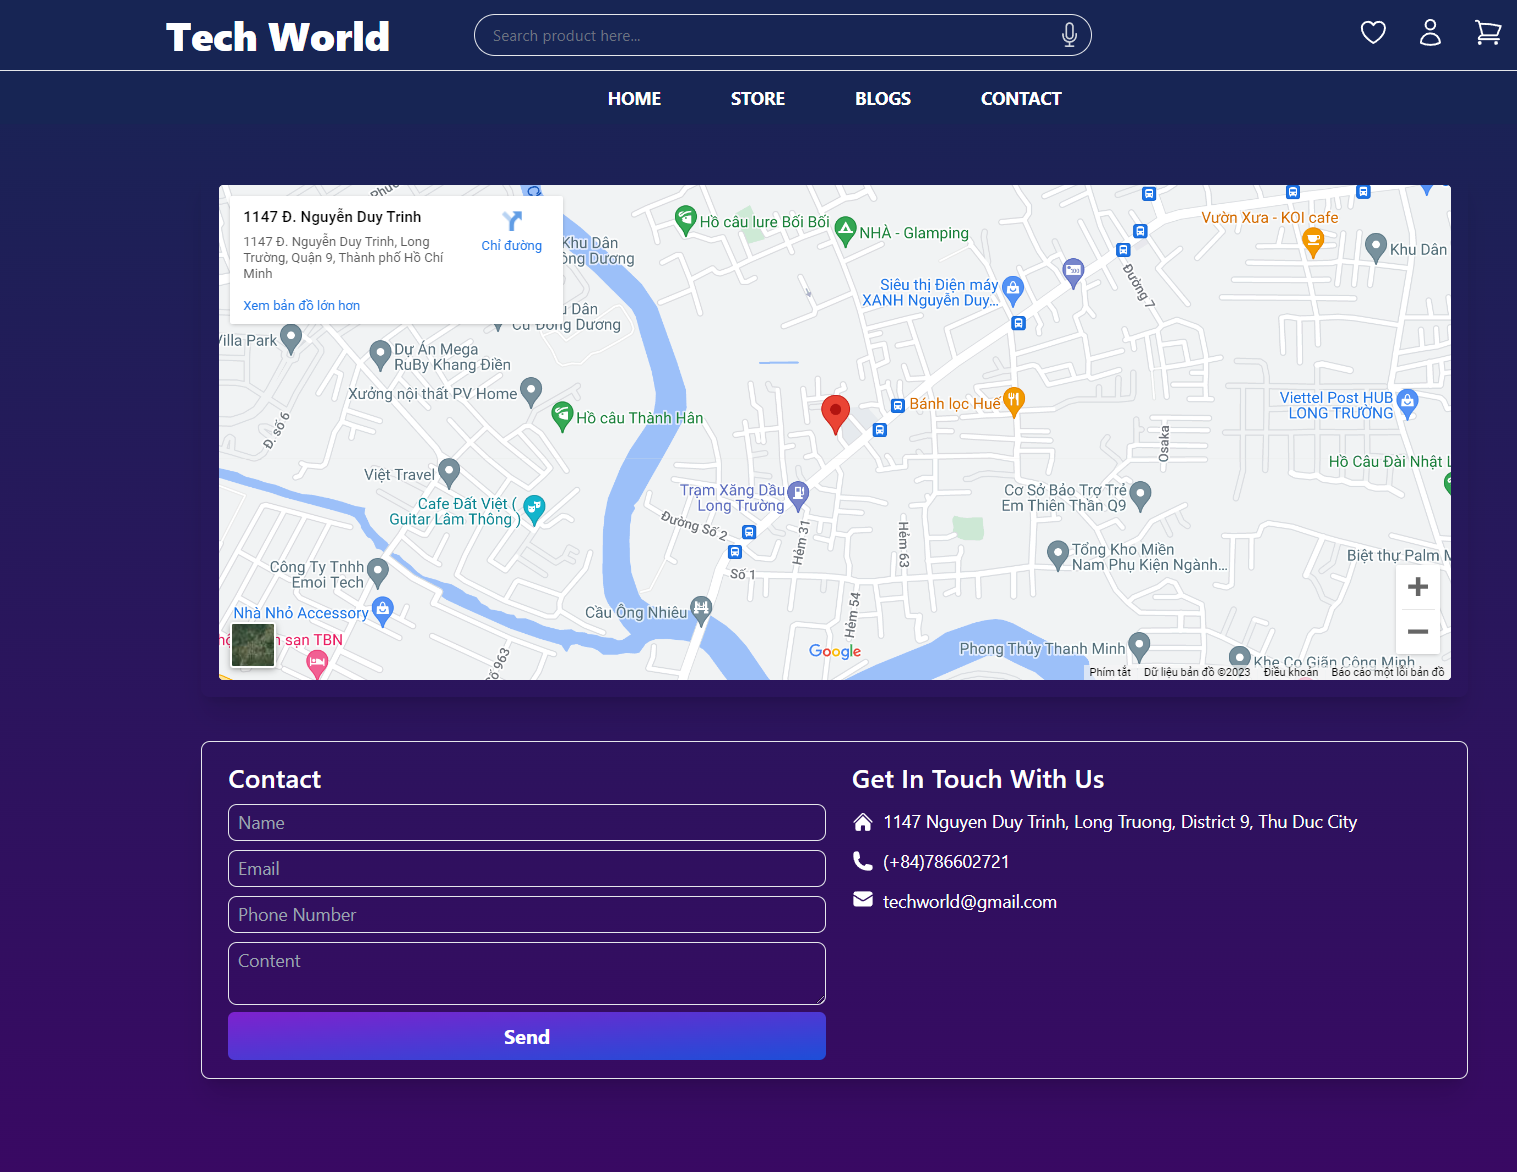 Tech World
Search product here...
HOME
STORE
BLOGS
CONTACT
1147 Đ. Nguyễn Duy Trinh
1147 Đ. Nguyễn Duy Trinh, Long
Trường, Quận 9, Thành phố Hồ Chí
Minh
Chỉ đường
Xem bản đồ lớn hơn
Khu Dân
Đông Dương
Villa Park
Dự Án Mega
RuBy Khang Điền
Xưởng nội thất PV Home
Hồ câu Thành Hân
Đ. số 6
Việt Travel
Cafe Đất Việt (
Guitar Lâm Thông )
Công Ty Tnhh
Emoi Tech
Nhà Nhỏ Accessory
sạn TBN
Hồ câu lure Bối Bối
NHÀ - Glamping
Siêu thị Điện máy
XANH Nguyễn Duy...
Đường 7
Vườn Xưa - KOI cafe
Khu Dân
Bánh lọc Huế
Viettel Post HUB
LONG TRƯỜNG
Osaka
Hồ Câu Đài Nhật
Trạm Xăng Dầu
Long Trường
Đường Số 2
Số 1
Hẻm 31
Hẻm 63
Hẻm 54
Cơ Sở Bảo Trợ Trẻ
Em Thiên Thần Q9
Tổng Kho Miền
Nam Phụ Kiện Ngành...
Biệt thự Palm
Cầu Ông Nhiêu
Số 963
Google
Phong Thủy Thanh Minh
Khe Co Giãn Công Minh
Phím tắt
Dữ liệu bản đồ ©2023
Điều khoản
Báo cáo một lỗi bản đồ
Contact
Name
Email
Phone Number
Content
Send
Get In Touch With Us
1147 Nguyen Duy Trinh, Long Truong, District 9, Thu Duc City
(+84)786602721
techworld@gmail.com